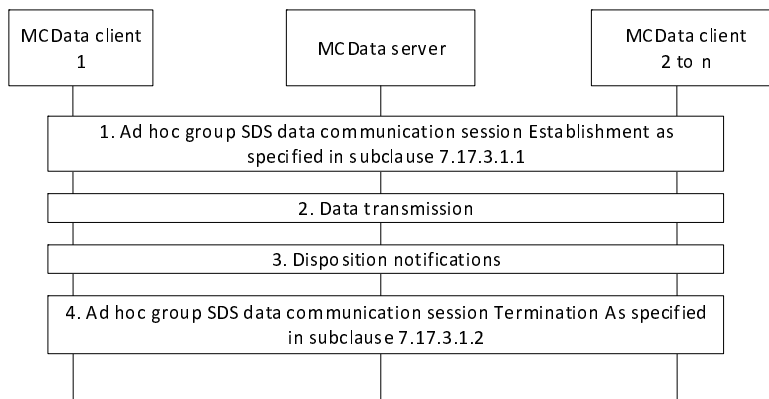 MCData client
1
MCData server
MCData client
2 to n
1. Ad hoc group SDS data communication session Establishment as
specified in subclause 7.17.3.1.1
2. Data transmission
3. Disposition notifications
4. Ad hoc group SDS data communication session Termination As specified
in subclause 7.17.3.1.2